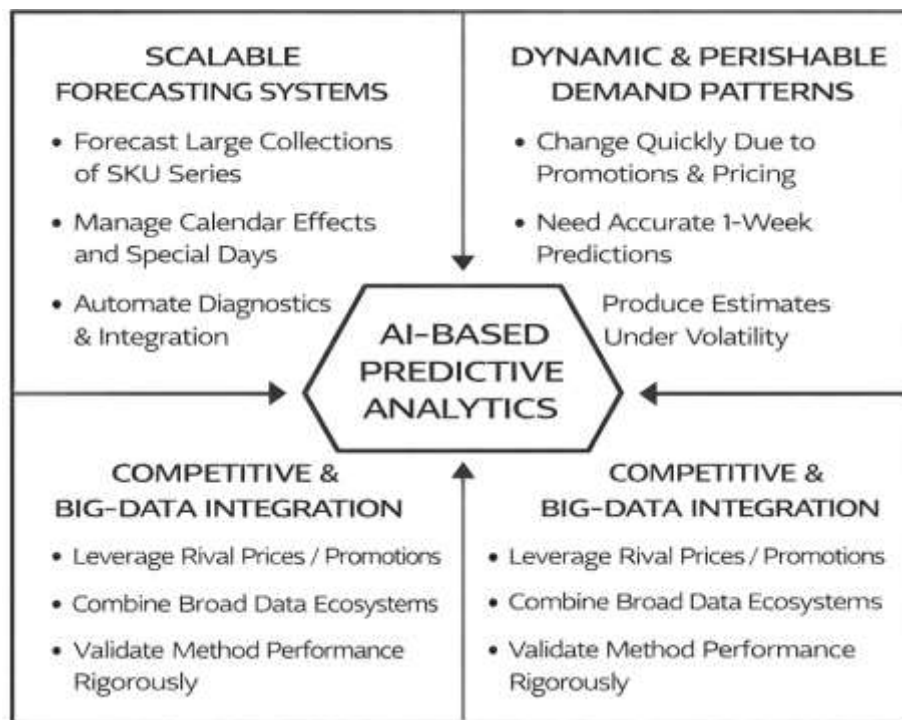 SCALABLE
FORECASTING SYSTEMS
• Forecast Large Collections
of SKU Series
• Manage Calendar Effects
and Special Days
• Automate Diagnostics
& Integration
DYNAMIC & PERISHABLE
DEMAND PATTERNS
• Change Quickly Due to
Promotions & Pricing
• Need Accurate 1-Week
Predictions
Produce Estimates
Under Volatility
AI-BASED
PREDICTIVE
ANALYTICS
COMPETITIVE &
BIG-DATA INTEGRATION
• Leverage Rival Prices / Promotions
• Combine Broad Data Ecosystems
• Validate Method Performance
Rigorously
COMPETITIVE &
BIG-DATA INTEGRATION
• Leverage Rival Prices / Promotions
• Combine Broad Data Ecosystems
• Validate Method Performance
Rigorously